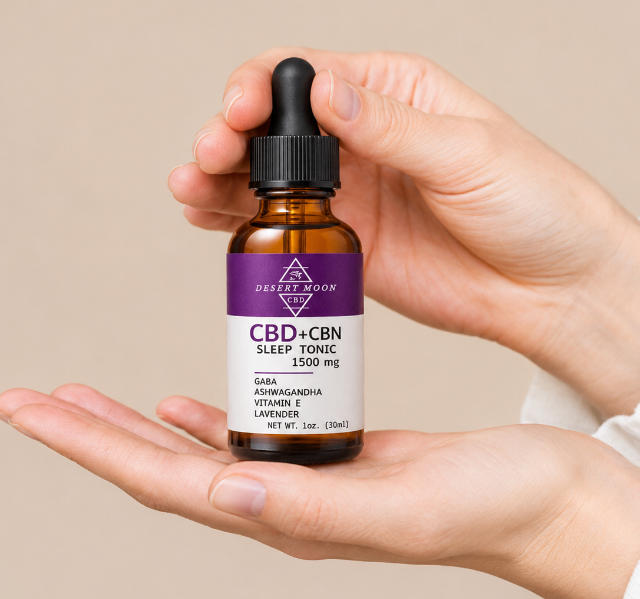 DESERT MOON
CBD
CBD+CBN
SLEEP TONIC
1500 mg
GABA
ASHWAGANDHA
VITAMIN E
LAVENDER
NET WT. 1oz. (30ml)